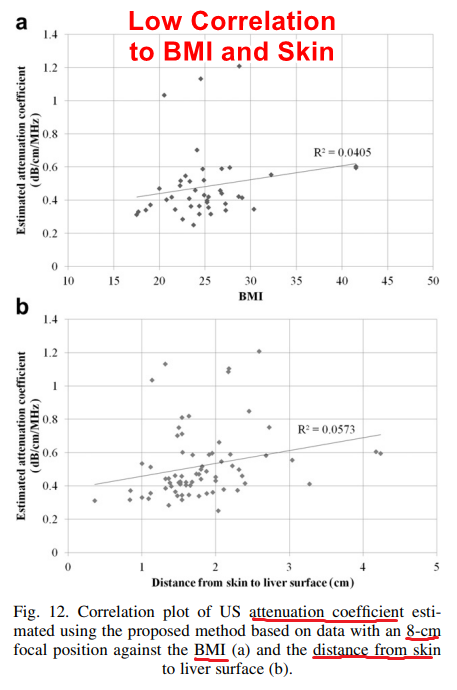 Low Correlation
to BMI and Skin
a
Estimated attenuation coefficient
(dB/cm/MHz)
1.4
1.2
1
0.8
0.6
0.4
0.2
0
R² = 0.0405
10 15 20 25 30 35 40 45 50
BMI
b
Estimated attenuation coefficient
(dB/cm/MHz)
1.4
1.2
1
0.8
0.6
0.4
0.2
0
R² = 0.0573
0 1 2 3 4 5
Distance from skin to liver surface (cm)
Fig. 12. Correlation plot of US attenuation coefficient esti-
mated using the proposed method based on data with an 8-cm
focal position against the BMI (a) and the distance from skin
to liver surface (b).